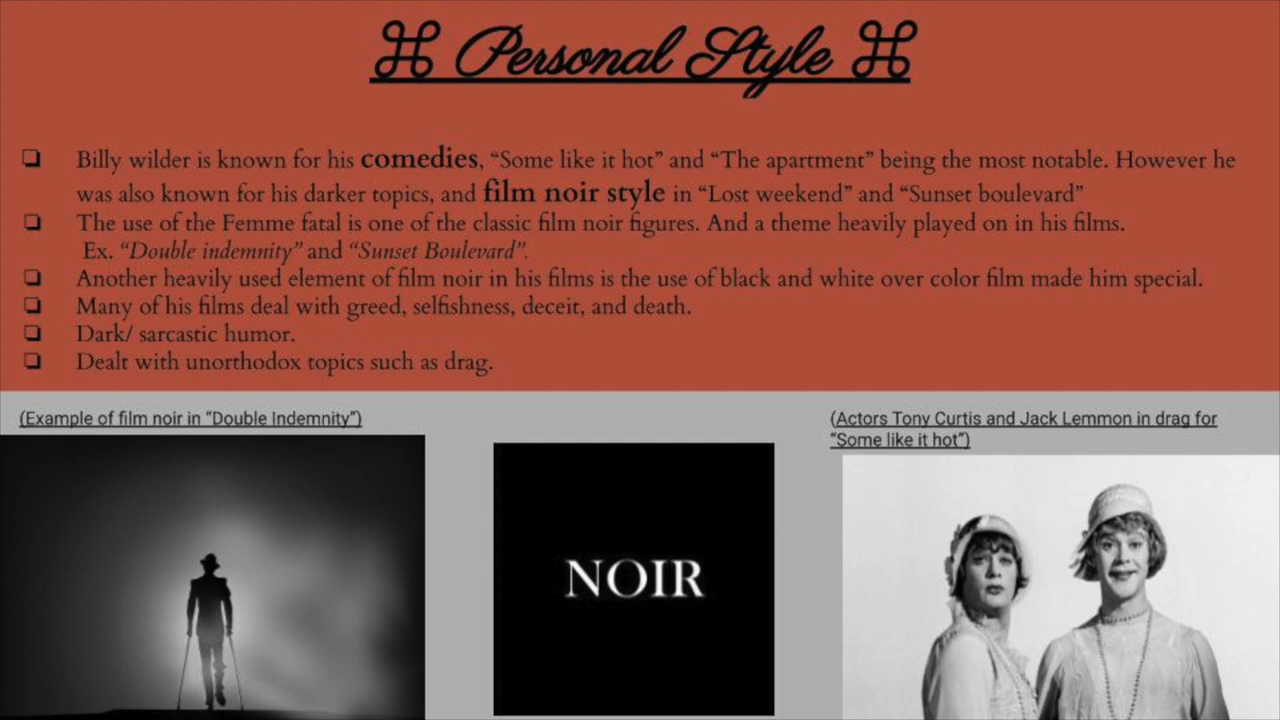 ⌘ Personal Style ⌘
❏ Billy wilder is known for his comedies, “Some like it hot” and “The apartment” being the most notable. However he
was also known for his darker topics, and film noir style in “Lost weekend” and “Sunset boulevard”
❏ The use of the Femme fatal is one of the classic film noir figures. And a theme heavily played on in his films.
Ex. “Double indemnity” and “Sunset Boulevard”.
❏ Another heavily used element of film noir in his films is the use of black and white over color film made him special.
❏ Many of his films deal with greed, selfishness, deceit, and death.
❏ Dark/ sarcastic humor.
❏ Dealt with unorthodox topics such as drag.
(Example of film noir in “Double Indemnity”)
NOIR
(Actors Tony Curtis and Jack Lemmon in drag for
“Some like it hot”)